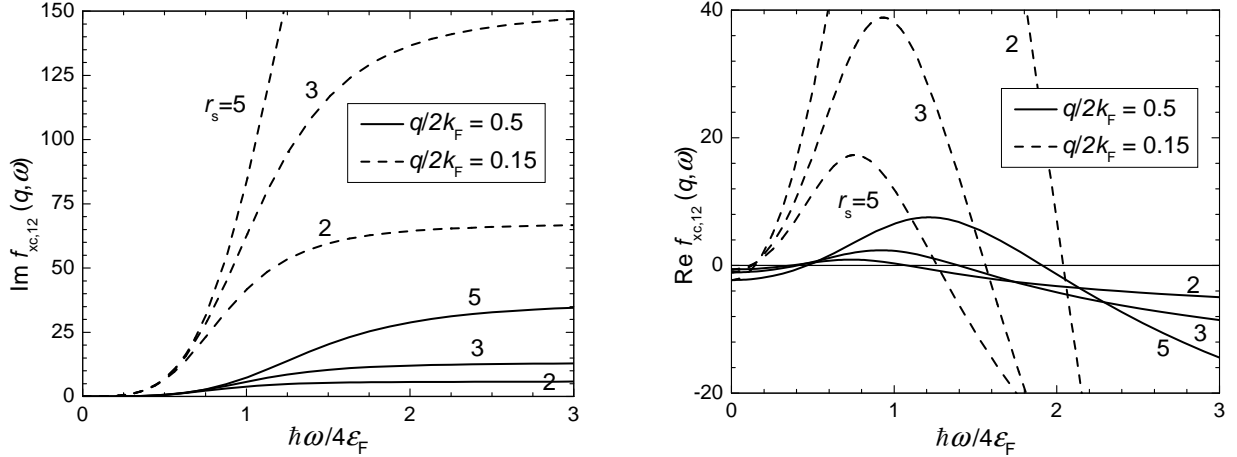 150
125
100
75
50
25
0
0
1
2
3
Im f_xc,12 (q,ω)
ħω/4ε_F
r_s=5
3
2
5
3
2
q/2k_F = 0.5
q/2k_F = 0.15
40
20
0
-20
0
1
2
3
Re f_xc,12 (q,ω)
ħω/4ε_F
2
3
r_s=5
2
3
5
q/2k_F = 0.5
q/2k_F = 0.15